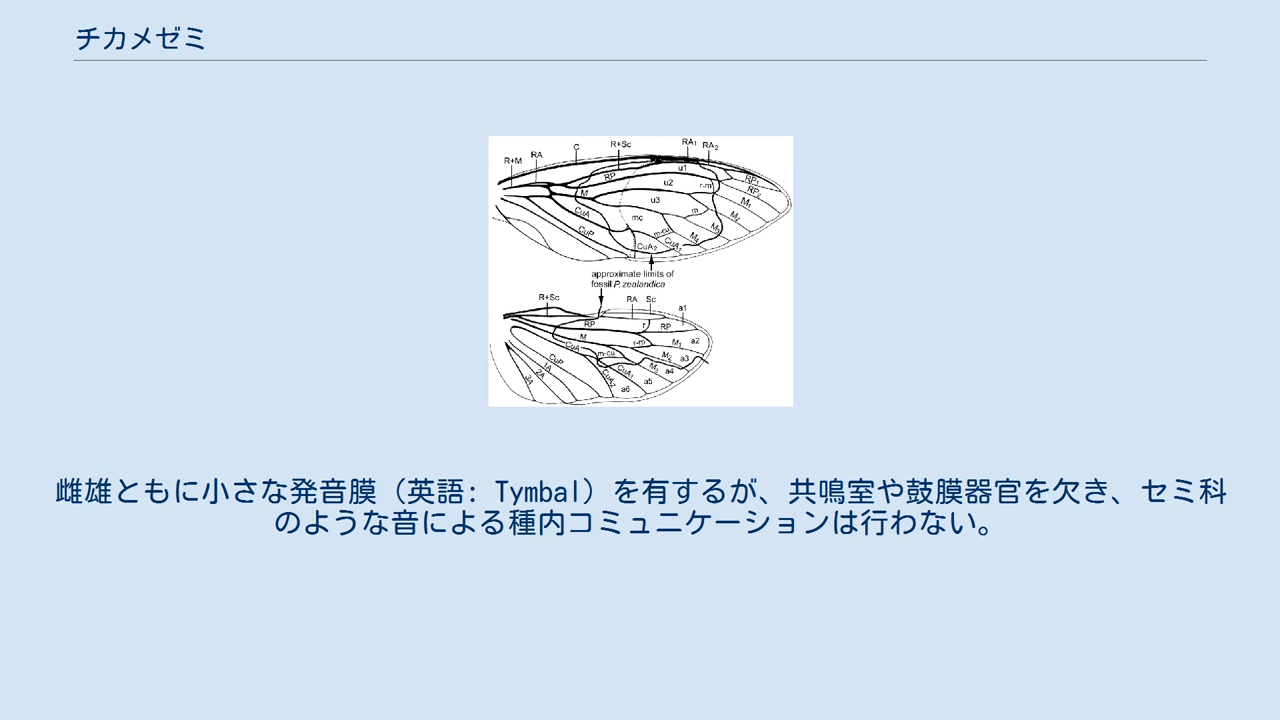 チカメゼミ
R+M RA C R+Sc RA1 RA2
RP u1 RP1
M u2 r-m RP2
u3 M1
CuA mc m M2
CuP m-cu M4 M3
CuA2 CuA1
approximate limits of
fossil P. zealandica
R+Sc RA Sc a1
RP r RP
M r-m M1 a2
CuA m-cu M2 a3
CuP M3 a4
1A CuA2 CuA1 a5
2A a6
3A
雌雄ともに小さな発音膜（英語: Tymbal）を有するが、共鳴室や鼓膜器官を欠き、セミ科
のような音による種内コミュニケーションは行わない。